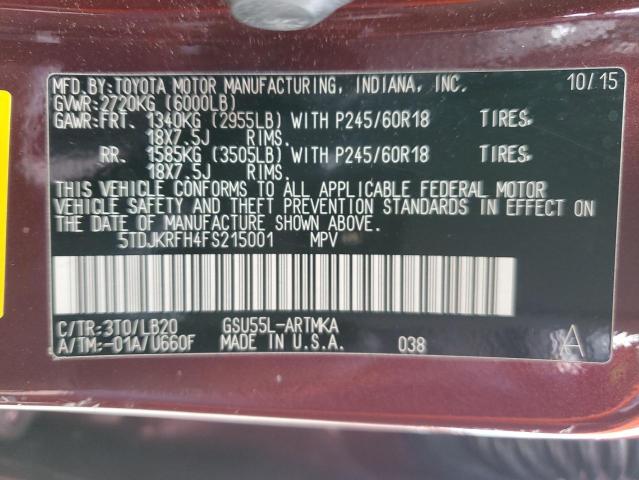 MFD.BY:TOYOTA MOTOR MANUFACTURING, INDIANA, INC. 10/15
GVWR:2720KG (6000LB)
GAWR:FRT. 1340KG (2955LB) WITH P245/60R18 TIRES,
18X7.5J RIMS.
RR. 1585KG (3505LB) WITH P245/60R18 TIRES,
18X7.5J RIMS.
THIS VEHICLE CONFORMS TO ALL APPLICABLE FEDERAL MOTOR
VEHICLE SAFETY AND THEFT PREVENTION STANDARDS IN EFFECT ON
THE DATE OF MANUFACTURE SHOWN ABOVE.
5TDJKRFH4FS215001 MPV
C/TR:3T0/LB20 GSU55L-ARTMKA
A/TM:-01A/U660F MADE IN U.S.A. 038 A